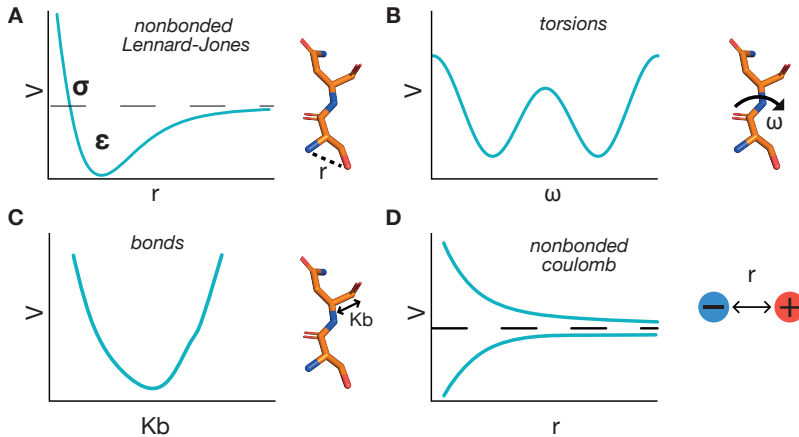 A
nonbonded
Lennard-Jones
V
σ
ε
r
r
B
torsions
V
ω
ω
C
bonds
V
Kb
Kb
D
nonbonded
coulomb
V
r
r
− +